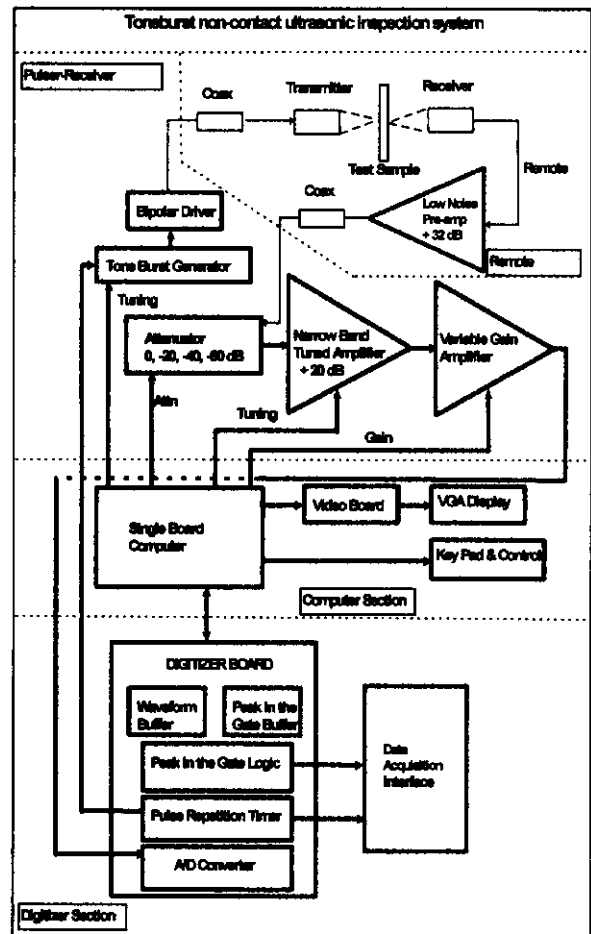 Toneburst non-contact ultrasonic inspection system
Pulser-Receiver
Coax
Transmitter
Receiver
Test Sample
Remote
Coax
Low Noise
Pre-amp
+ 32 dB
Remote
Bipolar Driver
Tone Burst Generator
Tuning
Attenuator
0, -20, -40, -60 dB
Narrow Band
Tuned Amplifier
+ 20 dB
Variable Gain
Amplifier
Attn
Tuning
Gain
Single Board
Computer
Video Board
VGA Display
Key Pad & Controls
Computer Section
DIGITIZER BOARD
Waveform
Buffer
Peak In the
Gate Buffer
Peak In the Gate Logic
Pulse Repetition Timer
A/D Converter
Data
Acquisition
Interface
Digitizer Section